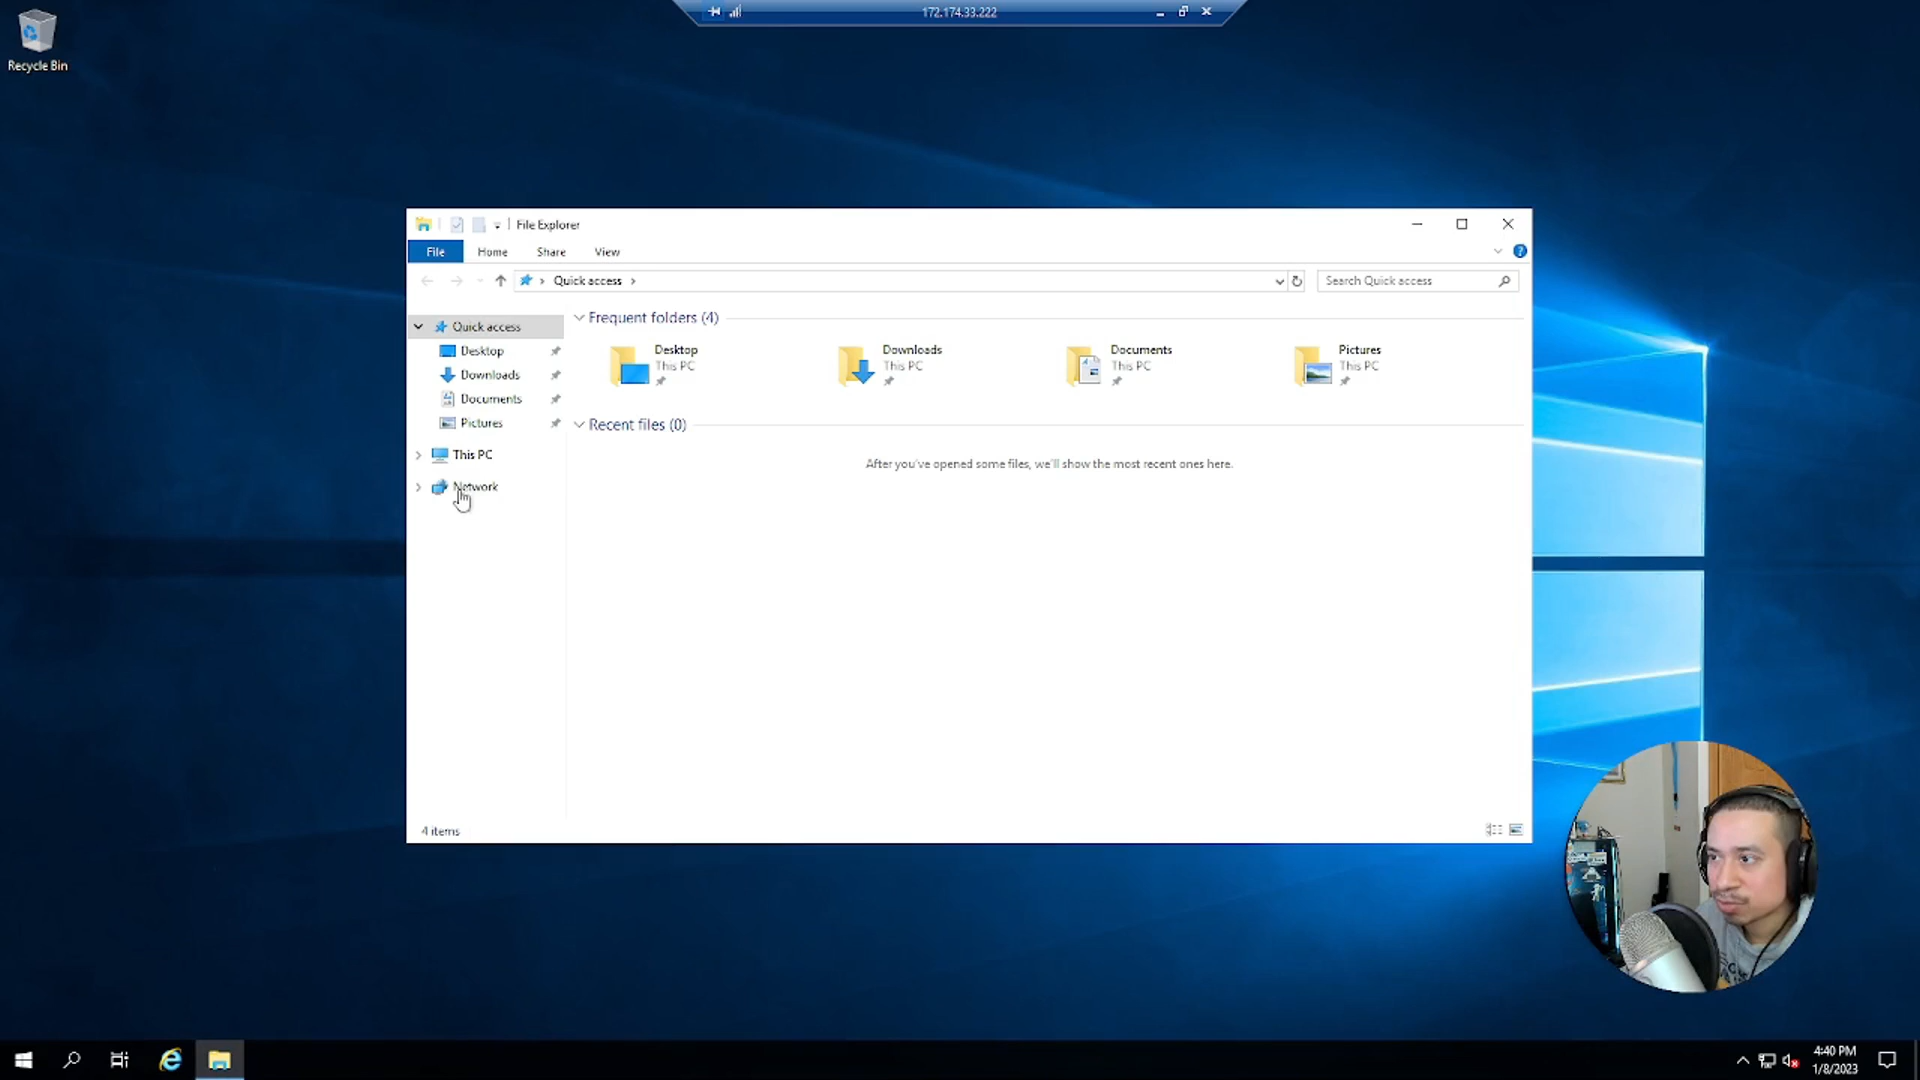 172.174.33.222
Recycle Bin
File Explorer
File Home Share View
Quick access
Search Quick access
Quick access
Desktop
Downloads
Documents
Pictures
This PC
Network
Frequent folders (4)
Desktop
This PC
Downloads
This PC
Documents
This PC
Pictures
This PC
Recent files (0)
After you've opened some files, we'll show the most recent ones here.
4 items
4:40 PM
1/8/2023